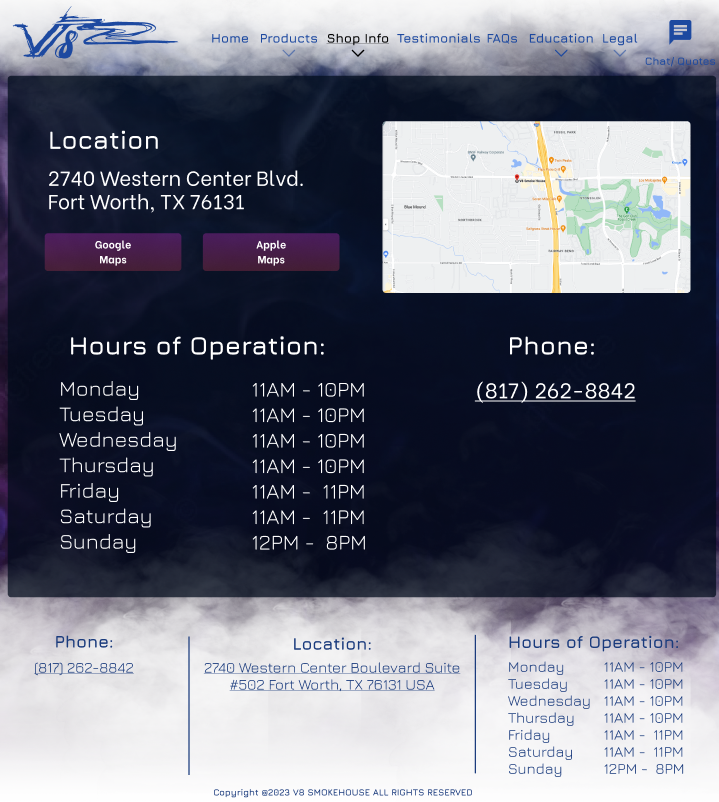 V8
Home Products Shop Info Testimonials FAQs Education Legal
Chat/ Quotes
Location
2740 Western Center Blvd.
Fort Worth, TX 76131
Google
Maps
Apple
Maps
Blue Mound
V8 Smoke House
Hours of Operation:
Monday 11AM - 10PM
Tuesday 11AM - 10PM
Wednesday 11AM - 10PM
Thursday 11AM - 10PM
Friday 11AM - 11PM
Saturday 11AM - 11PM
Sunday 12PM - 8PM
Phone:
(817) 262-8842
Phone:
(817) 262-8842
Location:
2740 Western Center Boulevard Suite
#502 Fort Worth, TX 76131 USA
Hours of Operation:
Monday 11AM - 10PM
Tuesday 11AM - 10PM
Wednesday 11AM - 10PM
Thursday 11AM - 10PM
Friday 11AM - 11PM
Saturday 11AM - 11PM
Sunday 12PM - 8PM
Copyright @2023 V8 SMOKEHOUSE ALL RIGHTS RESERVED